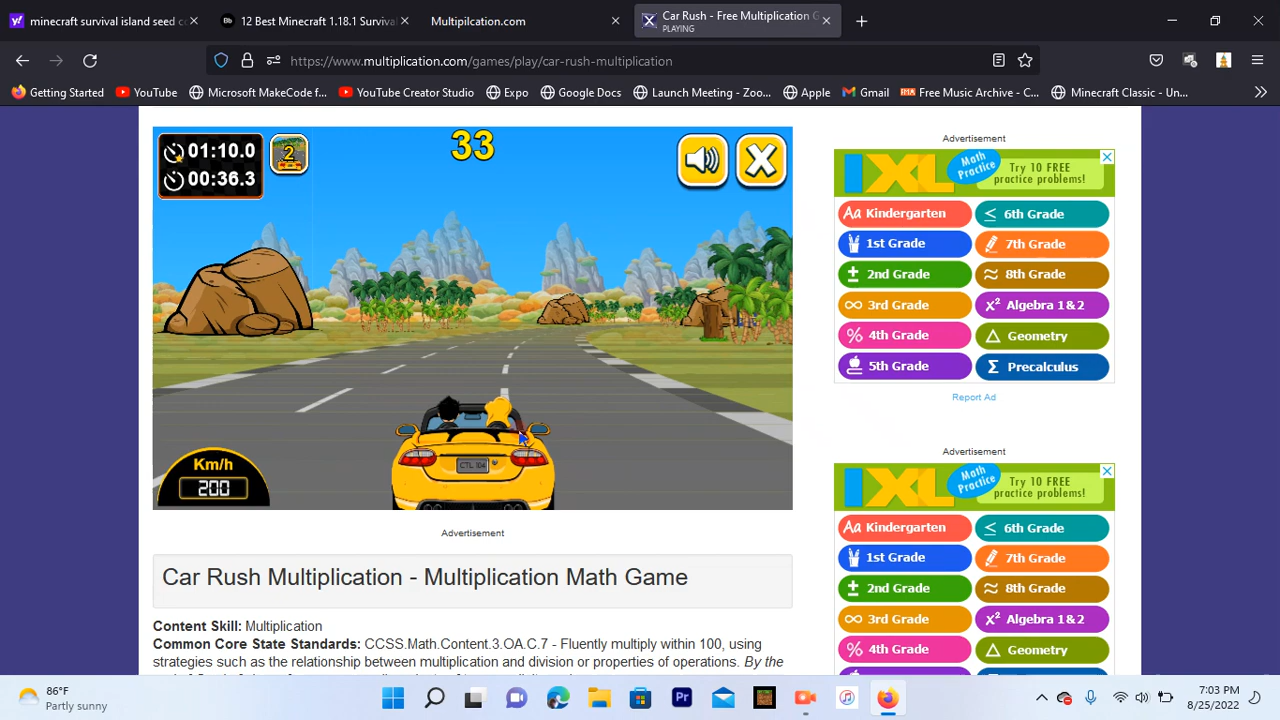 minecraft survival island seed c
12 Best Minecraft 1.18.1 Surviva
Multipilcation.com
Car Rush - Free Multiplication G
PLAYING
https://www.multiplication.com/games/play/car-rush-multiplication
Getting Started
YouTube
Microsoft MakeCode f...
YouTube Creator Studio
Expo
Google Docs
Launch Meeting - Zoo...
Apple
Gmail
Free Music Archive - C...
Minecraft Classic - Un...
01:10.0
00:36.3
2
33
Km/h
200
CTL 104
Advertisement
Car Rush Multiplication - Multiplication Math Game
Content Skill: Multiplication
Common Core State Standards: CCSS.Math.Content.3.OA.C.7 - Fluently multiply within 100, using
strategies such as the relationship between multiplication and division or properties of operations. By the
Advertisement
IXL
Math
Practice
Try 10 FREE
practice problems!
Aa Kindergarten
≤ 6th Grade
1st Grade
7th Grade
± 2nd Grade
≈ 8th Grade
∞ 3rd Grade
x² Algebra 1&2
% 4th Grade
△ Geometry
5th Grade
Σ Precalculus
Report Ad
Advertisement
IXL
Math
Practice
Try 10 FREE
practice problems!
Aa Kindergarten
≤ 6th Grade
1st Grade
7th Grade
± 2nd Grade
≈ 8th Grade
∞ 3rd Grade
x² Algebra 1&2
% 4th Grade
△ Geometry
86°F
Partly sunny
Pr
7:03 PM
8/25/2022